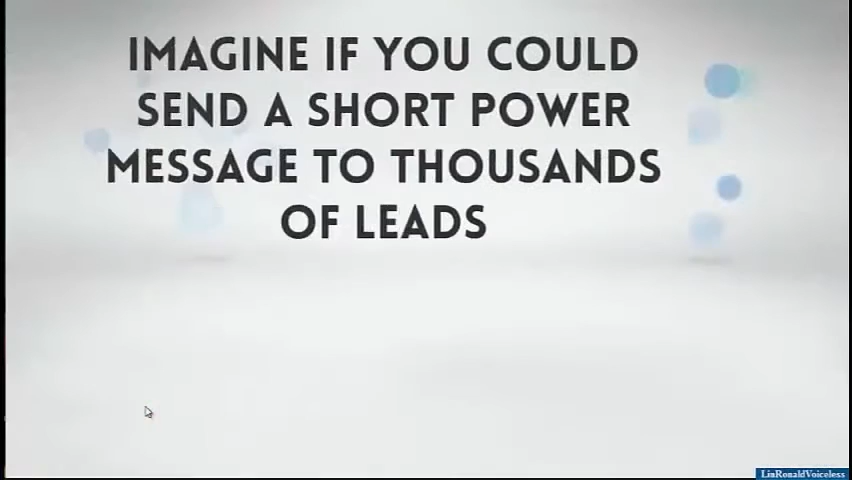 IMAGINE IF YOU COULD
SEND A SHORT POWER
MESSAGE TO THOUSANDS
OF LEADS
LinRonaldVoiceless